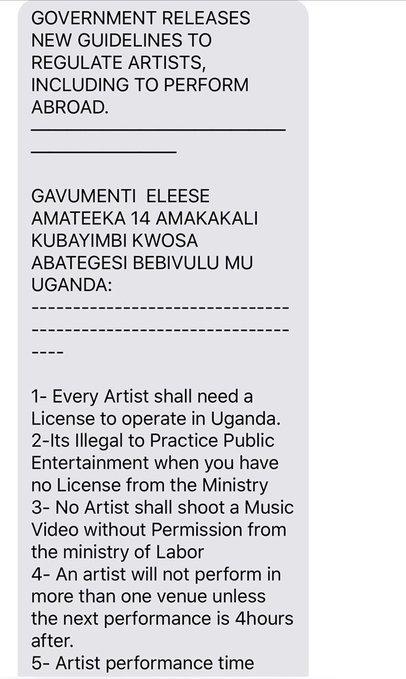 GOVERNMENT RELEASES
NEW GUIDELINES TO
REGULATE ARTISTS,
INCLUDING TO PERFORM
ABROAD.
GAVUMENTI  ELEESE
AMATEEKA 14 AMAKAKALI
KUBAYIMBI KWOSA
ABATEGESI BEBIVULU MU
UGANDA:
-------------------------------
-------------------------------
----
1- Every Artist shall need a
License to operate in Uganda.
2-Its Illegal to Practice Public
Entertainment when you have
no License from the Ministry
3- No Artist shall shoot a Music
Video without Permission from
the ministry of Labor
4- An artist will not perform in
more than one venue unless
the next performance is 4hours
after.
5- Artist performance time